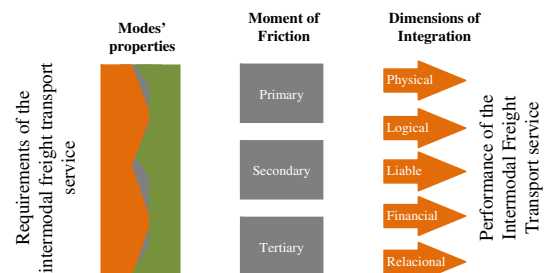 Modes'
properties
Moment of
Friction
Dimensions of
Integration
Requirements of the
intermodal freight transport
service
Primary
Secondary
Tertiary
Physical
Logical
Liable
Financial
Relacional
Performance of the
Intermodal Freight
Transport service